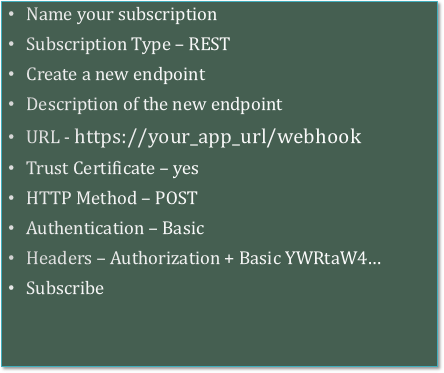 • Name your subscription
• Subscription Type – REST
• Create a new endpoint
• Description of the new endpoint
• URL - https://your_app_url/webhook
• Trust Certificate – yes
• HTTP Method – POST
• Authentication – Basic
• Headers – Authorization + Basic YWRtaW4...
• Subscribe